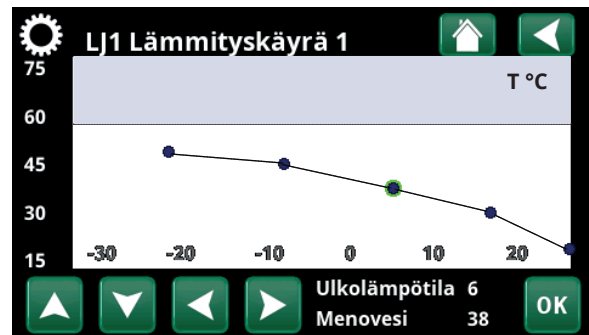 LJ1 Lämmityskäyrä 1
75
T °C
60
45
30
15
-30 -20 -10 0 10 20
Ulkolämpötila 6
Menovesi 38
OK